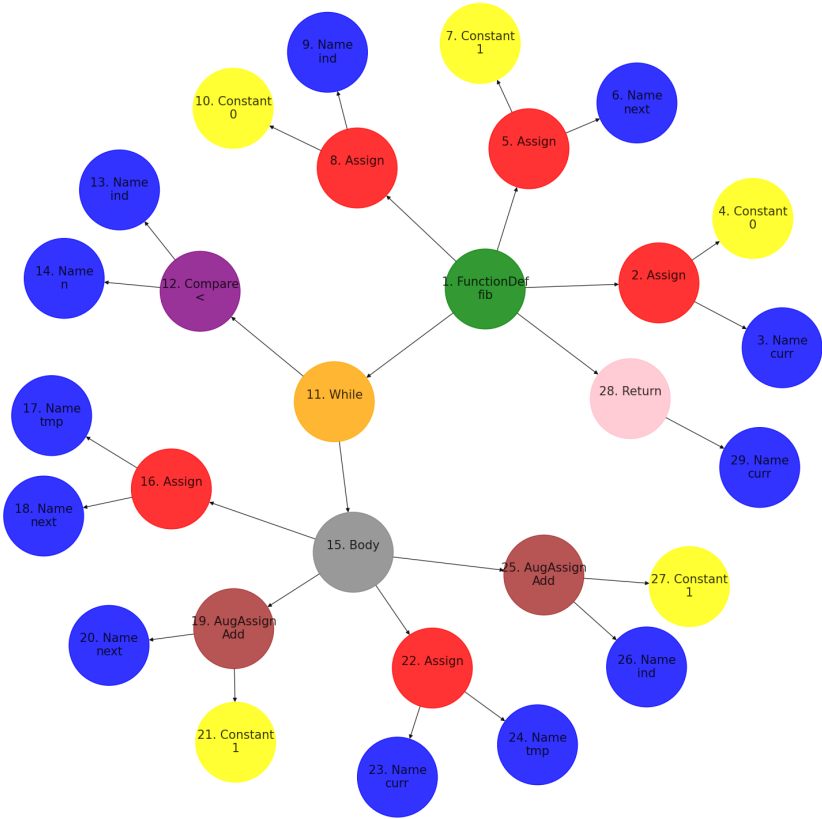 1. FunctionDef
fib
2. Assign
3. Name
curr
4. Constant
0
5. Assign
6. Name
next
7. Constant
1
8. Assign
9. Name
ind
10. Constant
0
11. While
12. Compare
<
13. Name
ind
14. Name
n
15. Body
16. Assign
17. Name
tmp
18. Name
next
19. AugAssign
Add
20. Name
next
21. Constant
1
22. Assign
23. Name
curr
24. Name
tmp
25. AugAssign
Add
26. Name
ind
27. Constant
1
28. Return
29. Name
curr